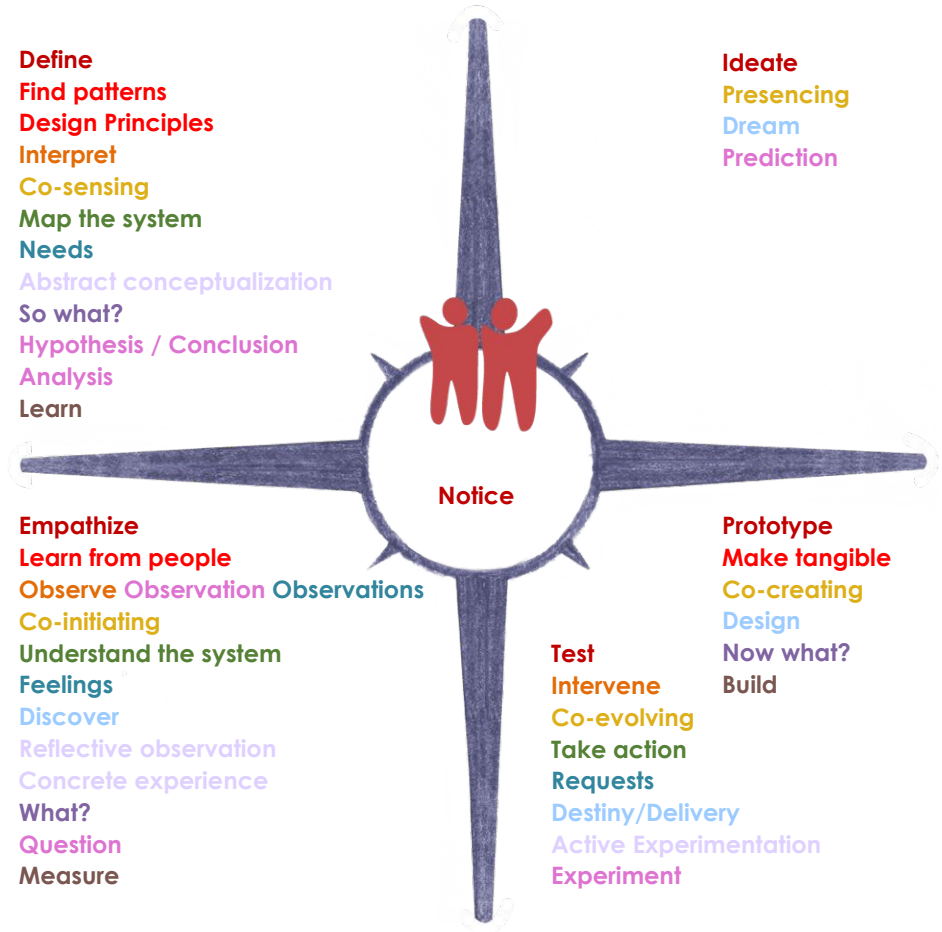 Define
Find patterns
Design Principles
Interpret
Co-sensing
Map the system
Needs
Abstract conceptualization
So what?
Hypothesis / Conclusion
Analysis
Learn
Ideate
Presencing
Dream
Prediction
Notice
Empathize
Learn from people
Observe Observation Observations
Co-initiating
Understand the system
Feelings
Discover
Reflective observation
Concrete experience
What?
Question
Measure
Test
Intervene
Co-evolving
Take action
Requests
Destiny/Delivery
Active Experimentation
Experiment
Prototype
Make tangible
Co-creating
Design
Now what?
Build